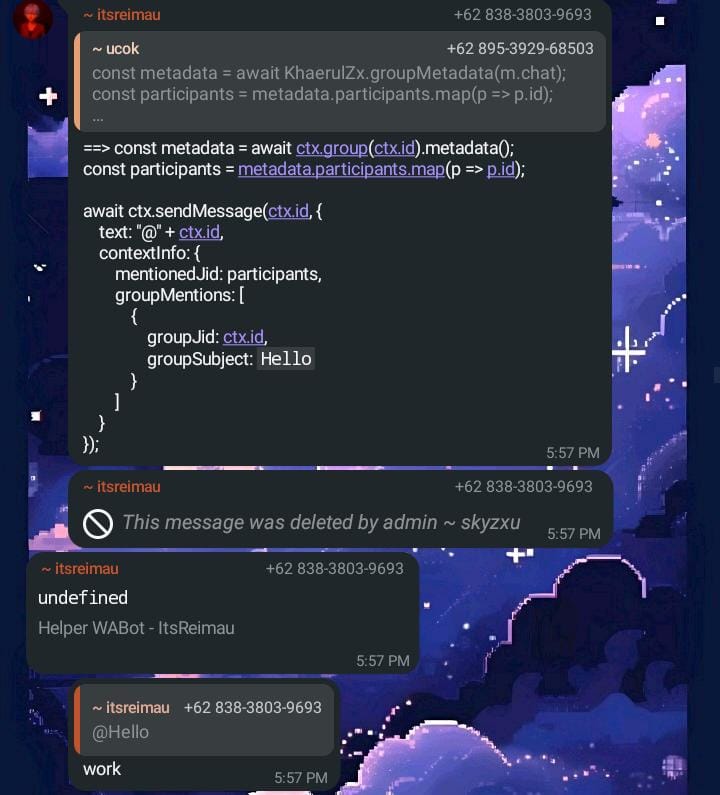 ~ itsreimau +62 838-3803-9693
~ ucok +62 895-3929-68503
const metadata = await KhaerulZx.groupMetadata(m.chat);
const participants = metadata.participants.map(p => p.id);
...
==> const metadata = await ctx.group(ctx.id).metadata();
const participants = metadata.participants.map(p => p.id);
await ctx.sendMessage(ctx.id, {
text: "@" + ctx.id,
contextInfo: {
mentionedJid: participants,
groupMentions: [
{
groupJid: ctx.id,
groupSubject: Hello
}
]
}
});
5:57 PM
~ itsreimau +62 838-3803-9693
This message was deleted by admin ~ skyzxu 5:57 PM
~ itsreimau +62 838-3803-9693
undefined
Helper WABot - ItsReimau
5:57 PM
~ itsreimau +62 838-3803-9693
@Hello
work 5:57 PM